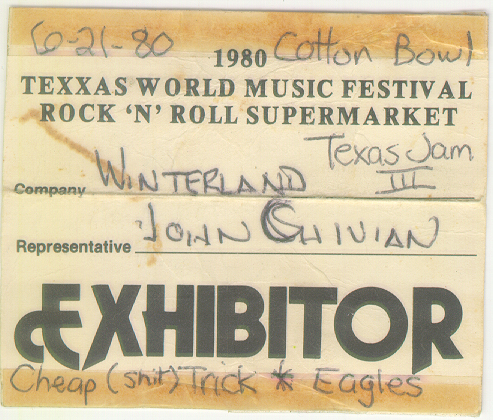 6-21-80 1980 Cotton Bowl
TEXXAS WORLD MUSIC FESTIVAL
ROCK 'N' ROLL SUPERMARKET
Texas Jam
III
Company WINTERLAND
Representative JOHN
EXHIBITOR
Cheap (shit) Trick * Eagles